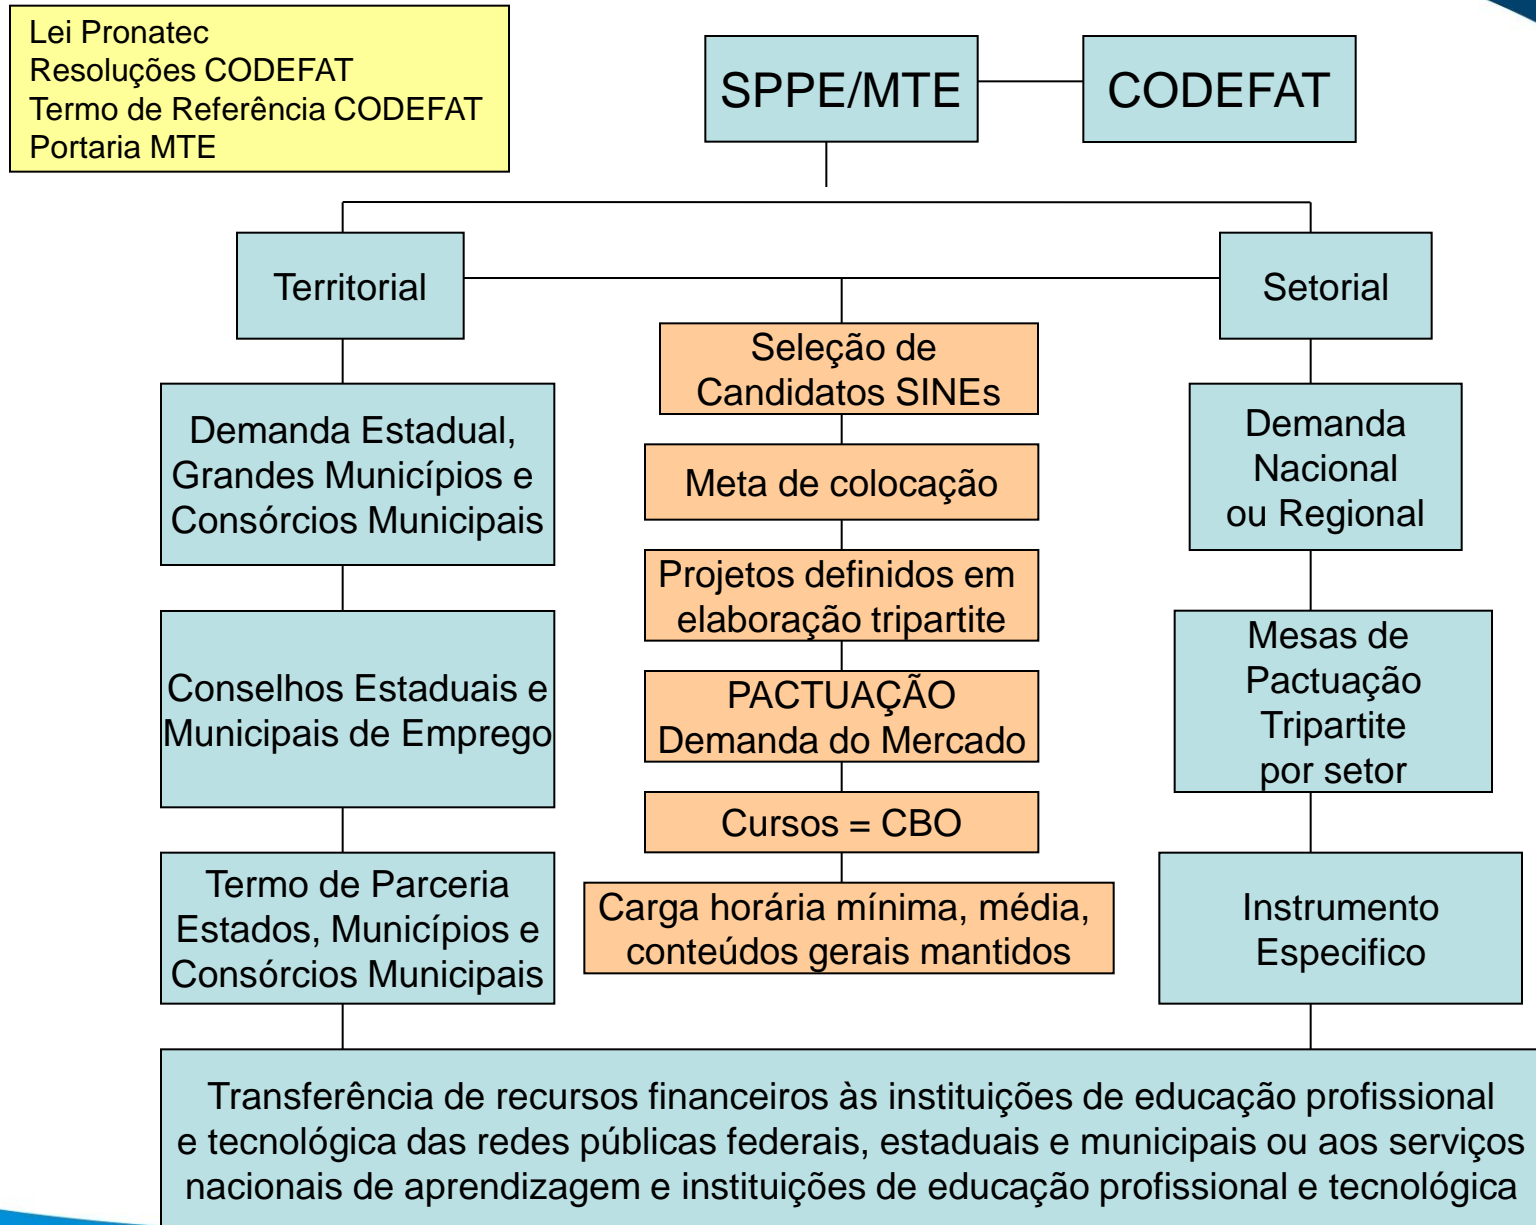 Lei Pronatec
Resoluções CODEFAT
Termo de Referência CODEFAT
Portaria MTE
SPPE/MTE
CODEFAT
Territorial
Setorial
Demanda Estadual,
Grandes Municípios e
Consórcios Municipais
Conselhos Estaduais e
Municipais de Emprego
Termo de Parceria
Estados, Municípios e
Consórcios Municipais
Seleção de
Candidatos SINEs
Meta de colocação
Projetos definidos em
elaboração tripartite
PACTUAÇÃO
Demanda do Mercado
Cursos = CBO
Carga horária mínima, média,
conteúdos gerais mantidos
Demanda
Nacional
ou Regional
Mesas de
Pactuação
Tripartite
por setor
Instrumento
Especifico
Transferência de recursos financeiros às instituições de educação profissional
e tecnológica das redes públicas federais, estaduais e municipais ou aos serviços
nacionais de aprendizagem e instituições de educação profissional e tecnológica